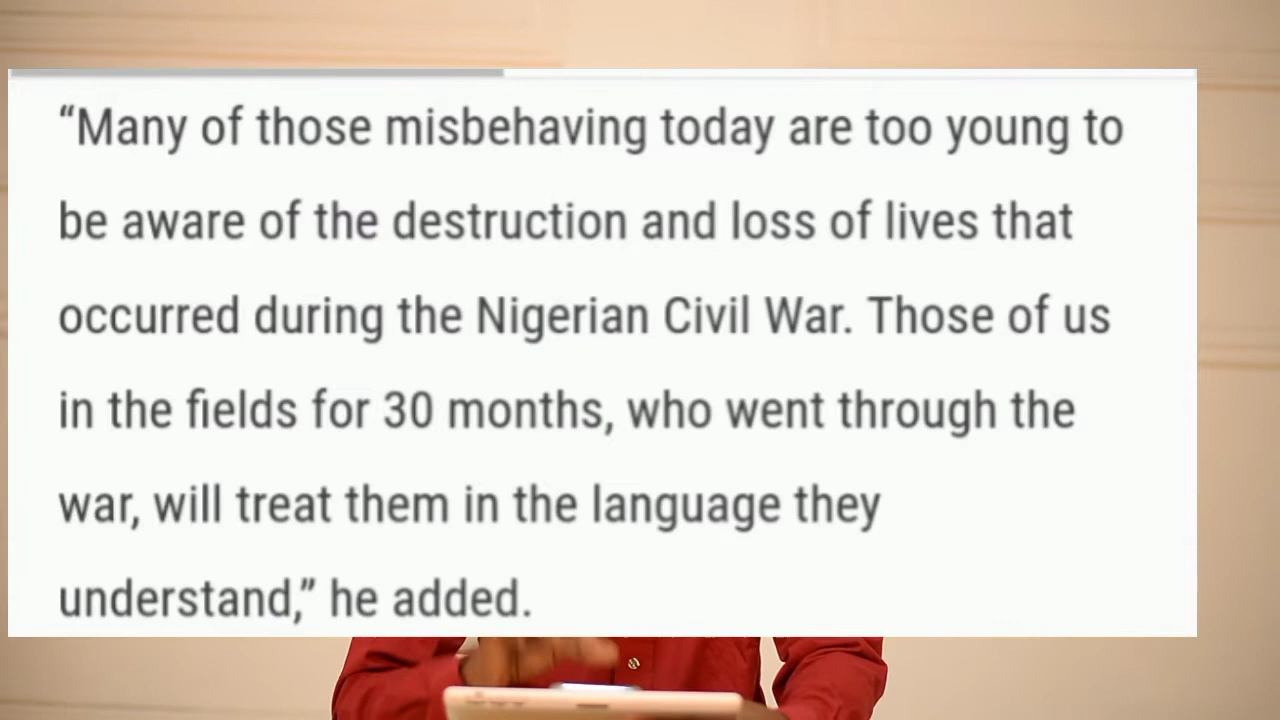 “Many of those misbehaving today are too young to
be aware of the destruction and loss of lives that
occurred during the Nigerian Civil War. Those of us
in the fields for 30 months, who went through the
war, will treat them in the language they
understand,” he added.